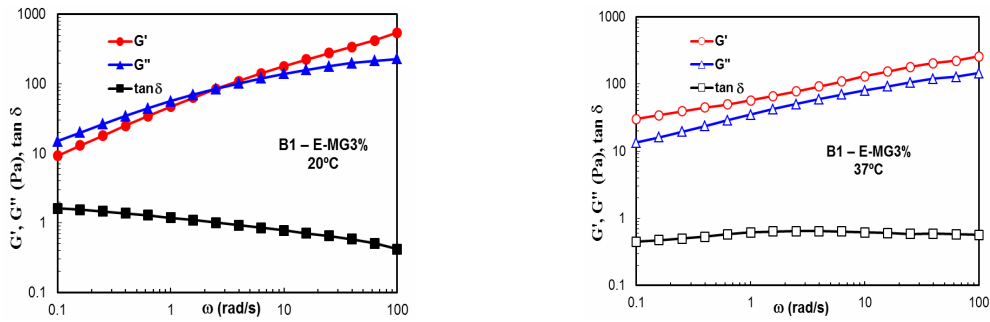 G', G'' (Pa), tan δ
1000
100
10
1
0.1
G'
G"
tan δ
B1 – E-MG3%
20ºC
0.1
1
10
100
ω (rad/s)
G', G'' (Pa), tan δ
1000
100
10
1
0.1
G'
G"
tan δ
B1 – E-MG3%
37ºC
0.1
1
10
100
ω (rad/s)